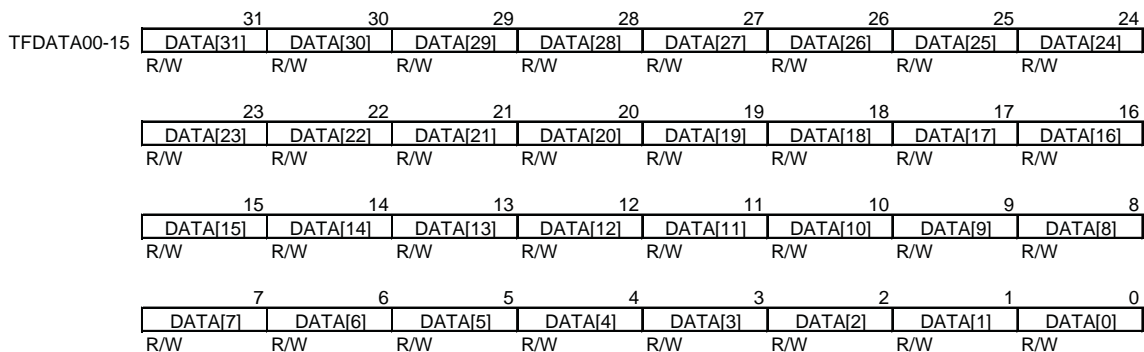 31 30 29 28 27 26 25 24
TFDATA00-15 DATA[31] DATA[30] DATA[29] DATA[28] DATA[27] DATA[26] DATA[25] DATA[24]
R/W R/W R/W R/W R/W R/W R/W R/W
23 22 21 20 19 18 17 16
DATA[23] DATA[22] DATA[21] DATA[20] DATA[19] DATA[18] DATA[17] DATA[16]
R/W R/W R/W R/W R/W R/W R/W R/W
15 14 13 12 11 10 9 8
DATA[15] DATA[14] DATA[13] DATA[12] DATA[11] DATA[10] DATA[9] DATA[8]
R/W R/W R/W R/W R/W R/W R/W R/W
7 6 5 4 3 2 1 0
DATA[7] DATA[6] DATA[5] DATA[4] DATA[3] DATA[2] DATA[1] DATA[0]
R/W R/W R/W R/W R/W R/W R/W R/W